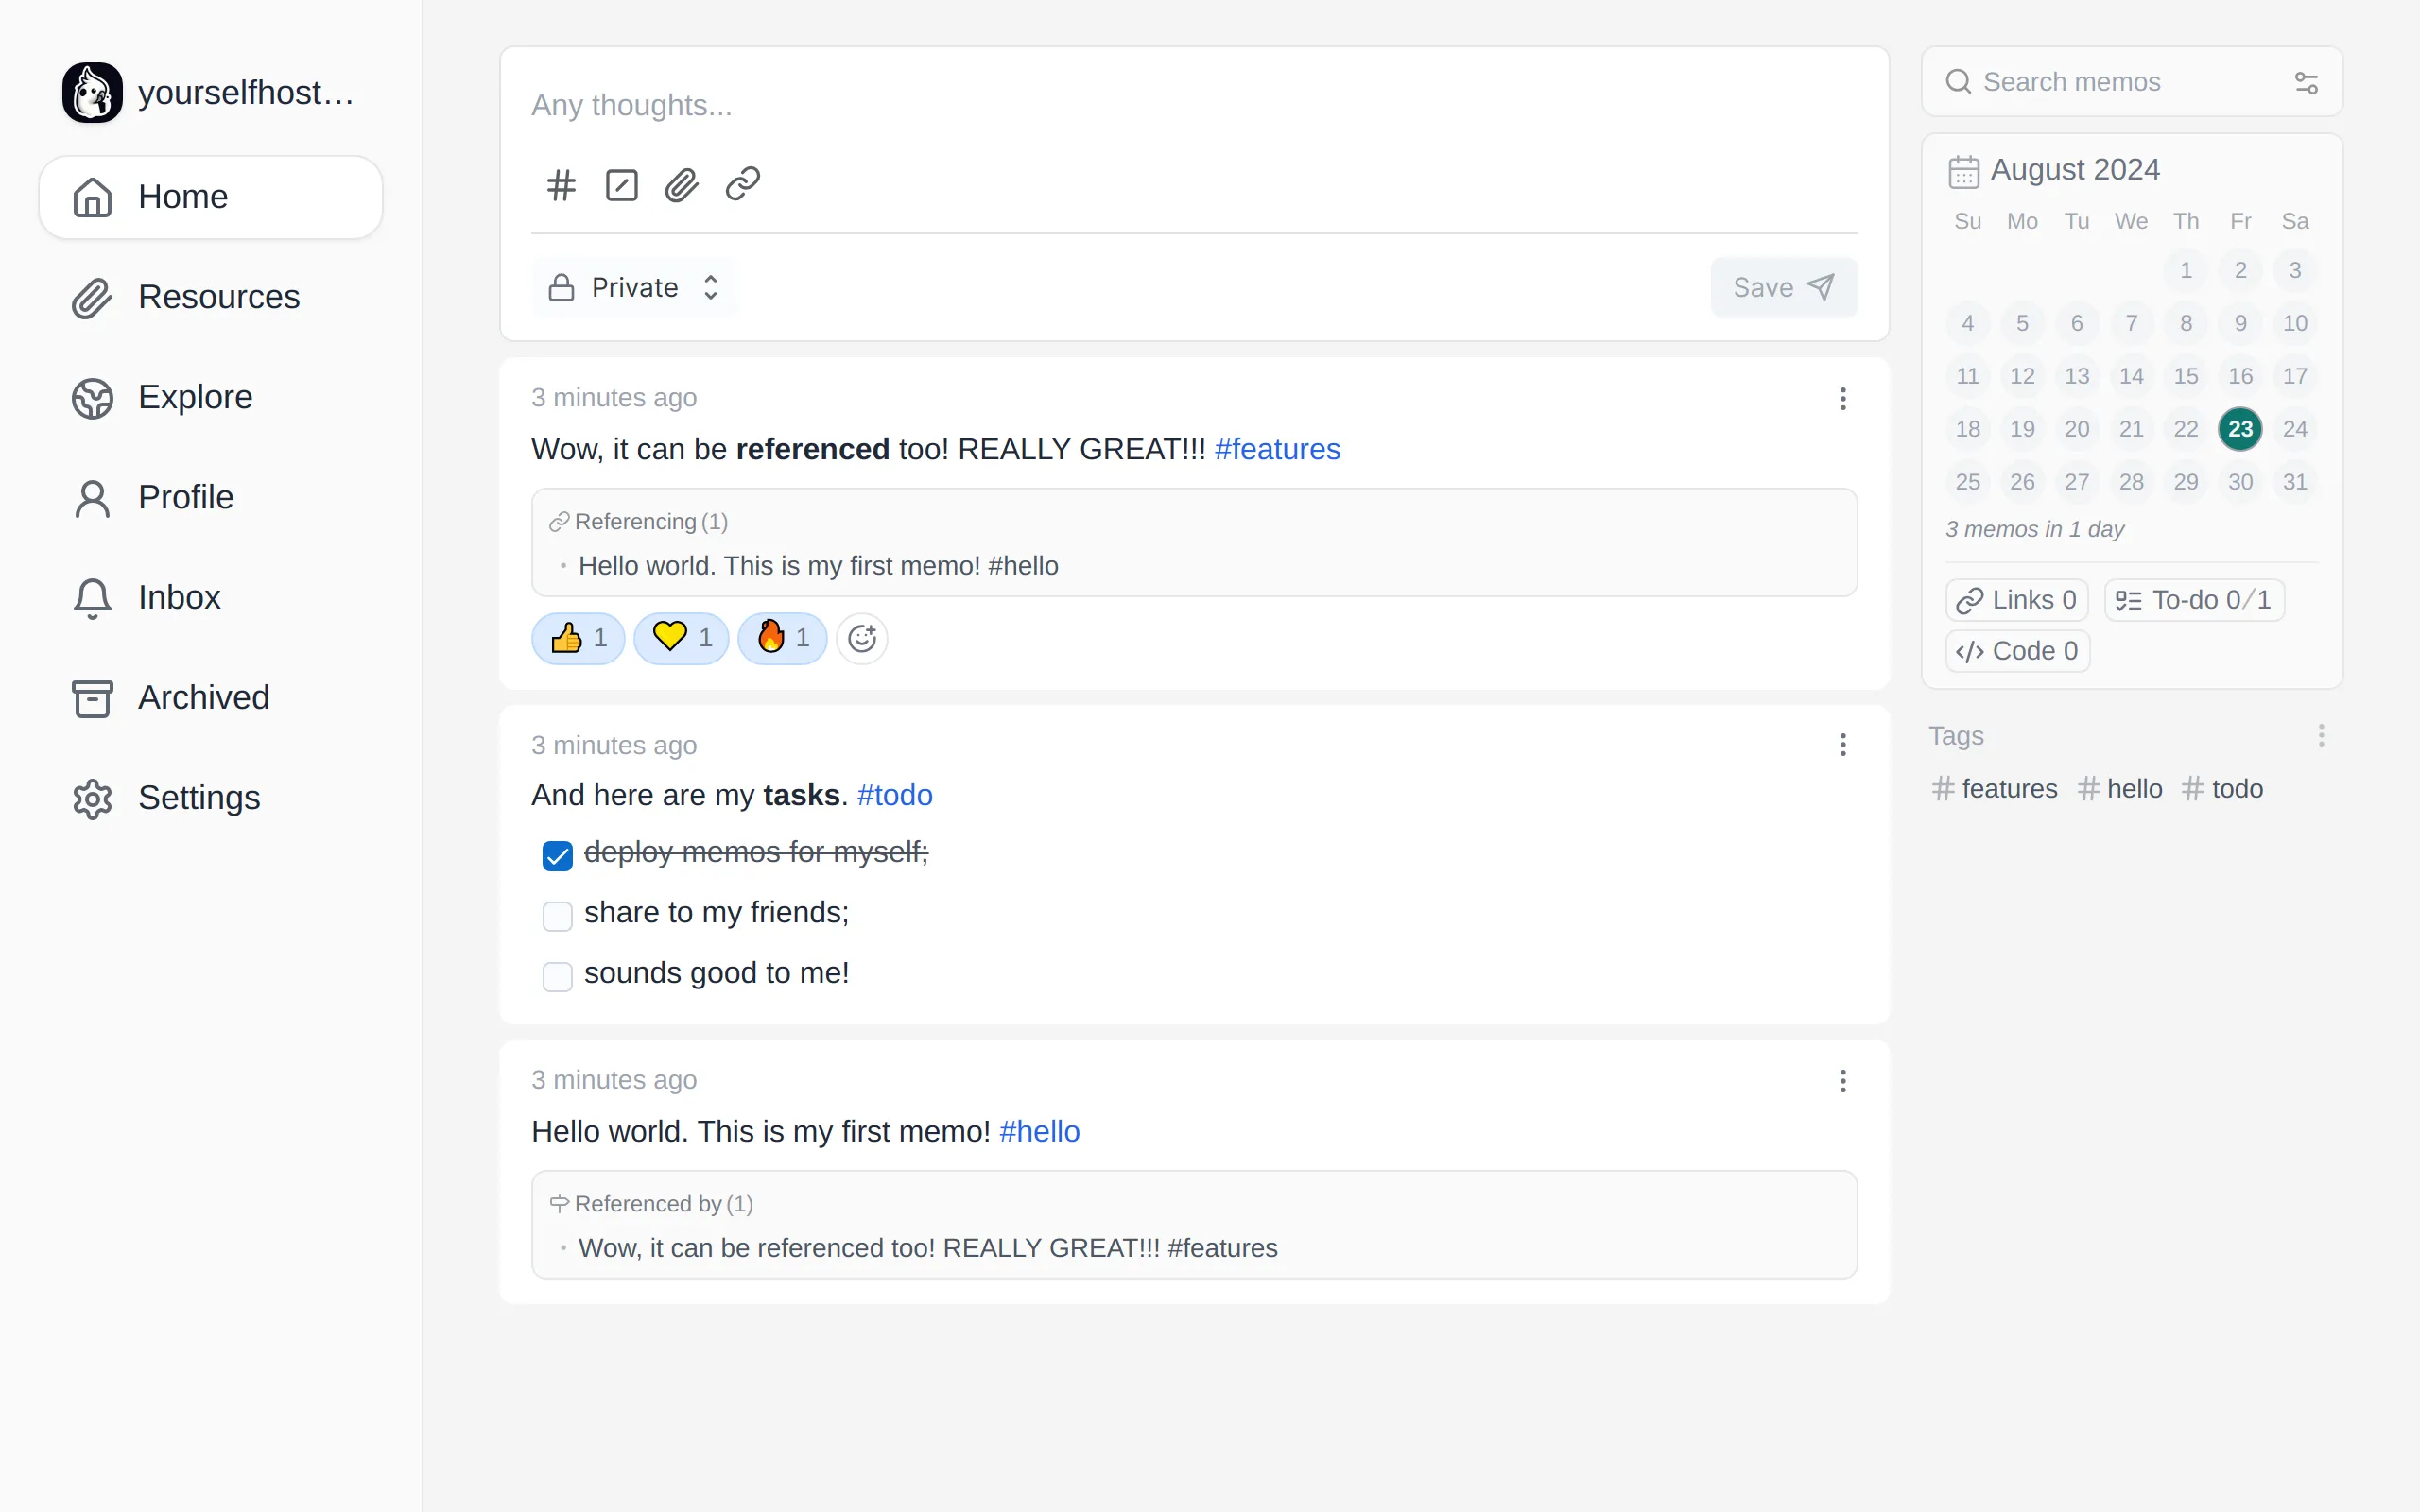 yourselfhost…
Home
Resources
Explore
Profile
Inbox
Archived
Settings
Any thoughts...
Private
Save
3 minutes ago
Wow, it can be referenced too! REALLY GREAT!!! #features
Referencing (1)
• Hello world. This is my first memo! #hello
👍 1 💛 1 🔥 1
3 minutes ago
And here are my tasks. #todo
deploy memos for myself;
share to my friends;
sounds good to me!
3 minutes ago
Hello world. This is my first memo! #hello
Referenced by (1)
• Wow, it can be referenced too! REALLY GREAT!!! #features
Search memos
August 2024
Su Mo Tu We Th Fr Sa
1 2 3
4 5 6 7 8 9 10
11 12 13 14 15 16 17
18 19 20 21 22 23 24
25 26 27 28 29 30 31
3 memos in 1 day
Links 0 To-do 0/1
Code 0
Tags
# features # hello # todo